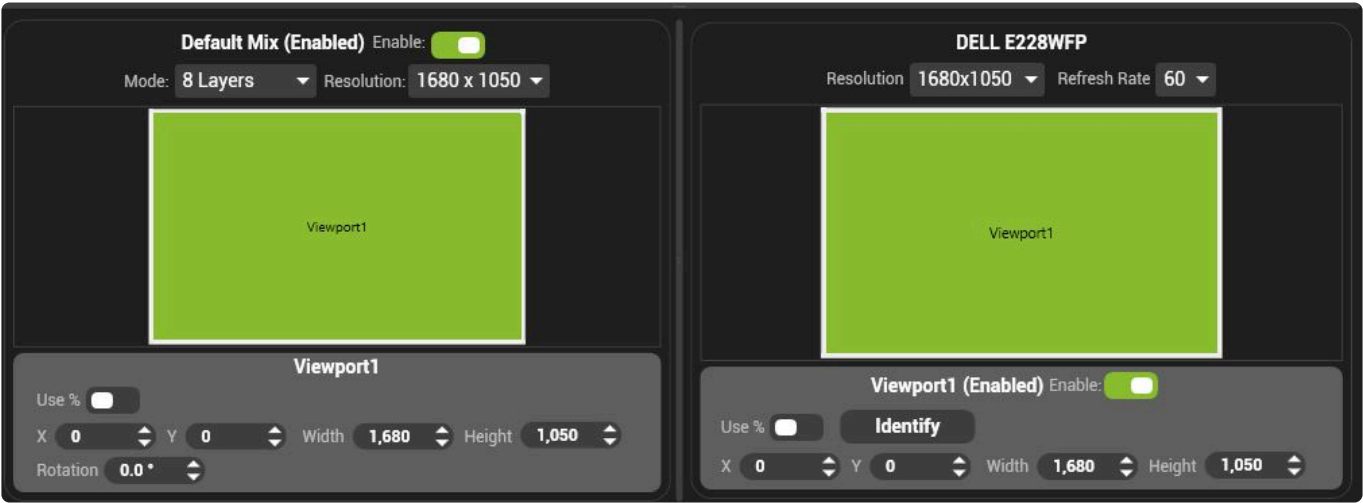 Default Mix (Enabled) Enable:
Mode: 8 Layers Resolution: 1680 x 1050
Viewport1
Viewport1
Use %
X 0 Y 0 Width 1,680 Height 1,050
Rotation 0.0 °
DELL E228WFP
Resolution 1680x1050 Refresh Rate 60
Viewport1
Viewport1 (Enabled) Enable:
Use % Identify
X 0 Y 0 Width 1,680 Height 1,050